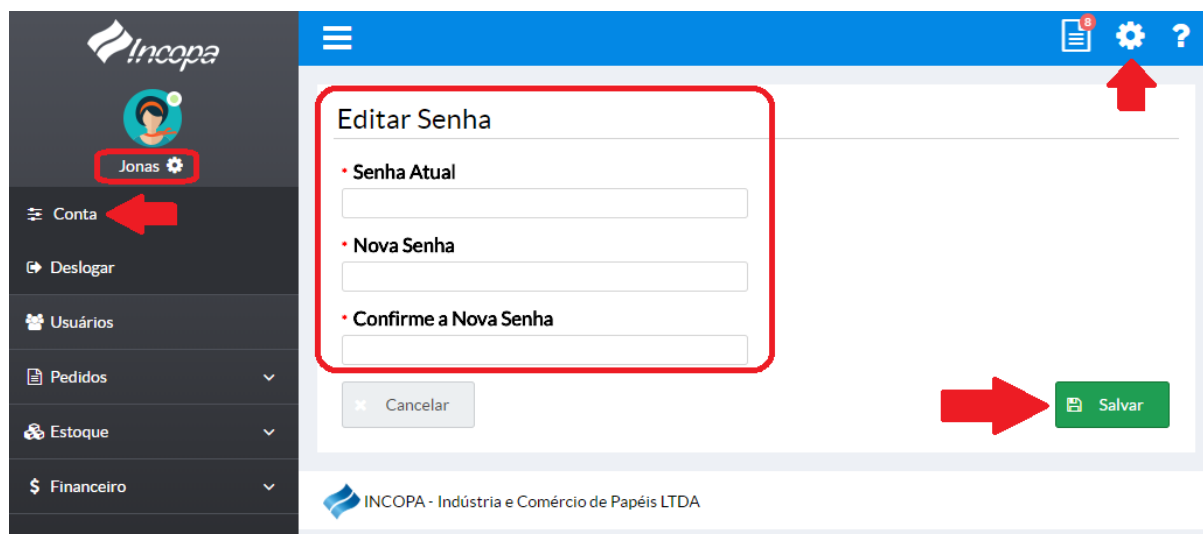 Incopa
8
?
Jonas
Conta
Deslogar
Usuários
Pedidos
Estoque
$ Financeiro
Editar Senha
* Senha Atual
* Nova Senha
* Confirme a Nova Senha
Cancelar
Salvar
INCOPA - Indústria e Comércio de Papéis LTDA